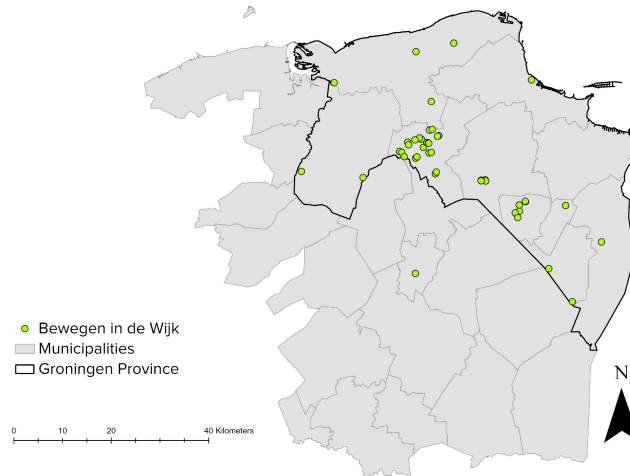 Bewegen in de Wijk
Municipalities
Groningen Province
N
0 10 20 40 Kilometers